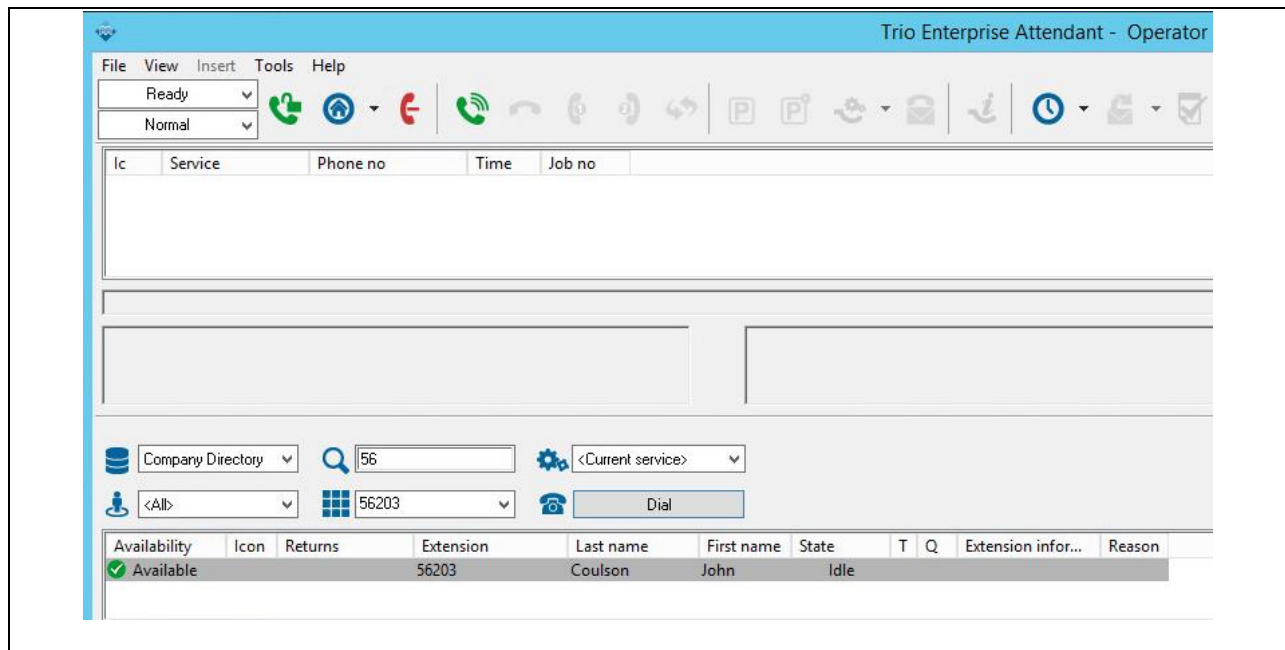 Trio Enterprise Attendant - Operator
File View Insert Tools Help
Ready
Normal
Ic Service Phone no Time Job no
Company Directory 56 <Current service>
<All> 56203 Dial
Availability Icon Returns Extension Last name First name State T Q Extension infor... Reason
Available 56203 Coulson John Idle